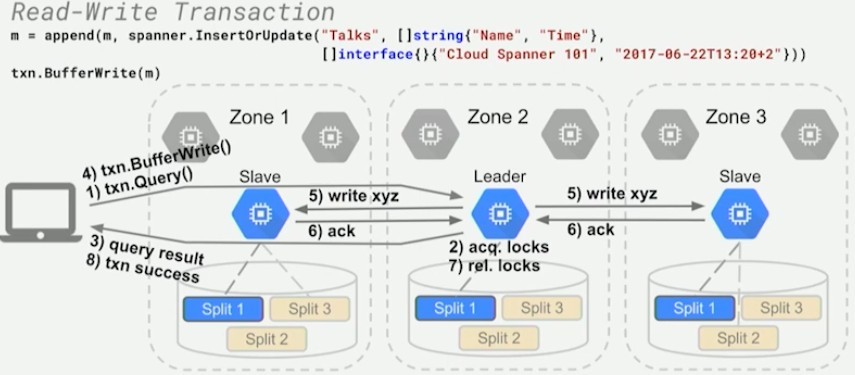 Read-Write Transaction
m = append(m, spanner.InsertOrUpdate("Talks", []string{"Name", "Time"},
[]interface{}{"Cloud Spanner 101", "2017-06-22T13:20+2"}))
txn.BufferWrite(m)
Zone 1
Zone 2
Zone 3
4) txn.BufferWrite()
1) txn.Query()
Slave
Leader
Slave
5) write xyz
5) write xyz
6) ack
6) ack
3) query result
8) txn success
2) acq. locks
7) rel. locks
Split 1
Split 3
Split 2
Split 1
Split 3
Split 2
Split 1
Split 3
Split 2